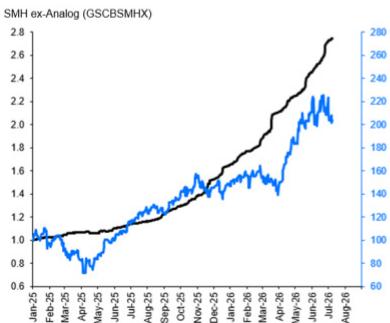 SMH ex-Analog (GSCBSMHX)
2.8
2.6
2.4
2.2
2.0
1.8
1.6
1.4
1.2
1.0
0.8
0.6
280
260
240
220
200
180
160
140
120
100
80
60
Jan-25
Feb-25
Mar-25
Apr-25
May-25
Jun-25
Jul-25
Aug-25
Sep-25
Oct-25
Nov-25
Dec-25
Jan-26
Feb-26
Mar-26
Apr-26
May-26
Jun-26
Jul-26
Aug-26